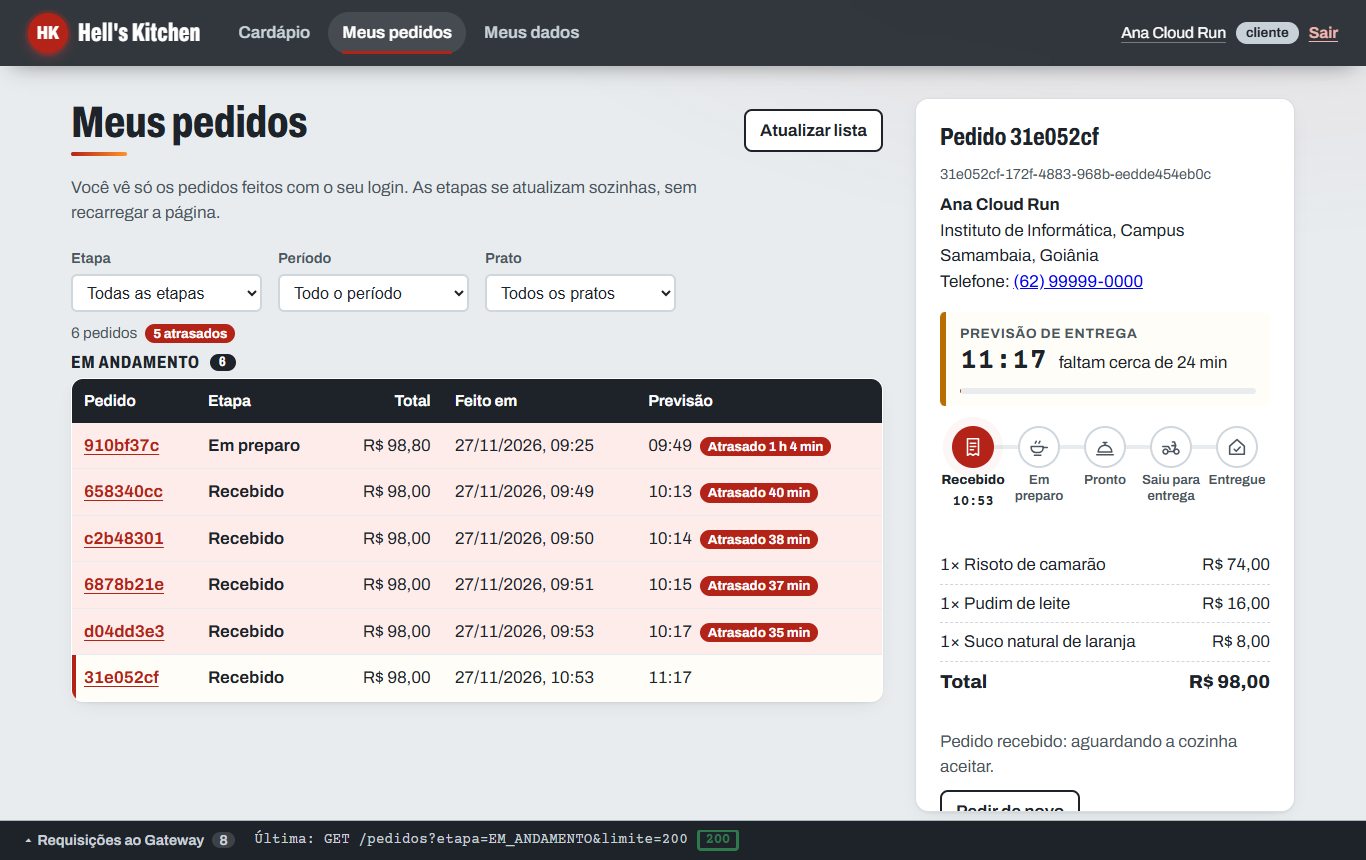 HK Hell's Kitchen Cardápio Meus pedidos Meus dados Ana Cloud Run cliente Sair
Meus pedidos
Atualizar lista
Você vê só os pedidos feitos com o seu login. As etapas se atualizam sozinhas, sem
recarregar a página.
Etapa Período Prato
Todas as etapas Todo o período Todos os pratos
6 pedidos 5 atrasados
EM ANDAMENTO 6
Pedido Etapa Total Feito em Previsão
910bf37c Em preparo R$ 98,80 27/11/2026, 09:25 09:49 Atrasado 1 h 4 min
658340cc Recebido R$ 98,00 27/11/2026, 09:49 10:13 Atrasado 40 min
c2b48301 Recebido R$ 98,00 27/11/2026, 09:50 10:14 Atrasado 38 min
6878b21e Recebido R$ 98,00 27/11/2026, 09:51 10:15 Atrasado 37 min
d04dd3e3 Recebido R$ 98,00 27/11/2026, 09:53 10:17 Atrasado 35 min
31e052cf Recebido R$ 98,00 27/11/2026, 10:53 11:17
Pedido 31e052cf
31e052cf-172f-4883-968b-eedde454eb0c
Ana Cloud Run
Instituto de Informática, Campus
Samambaia, Goiânia
Telefone: (62) 99999-0000
PREVISÃO DE ENTREGA
11:17 faltam cerca de 24 min
Recebido Em Pronto Saiu para Entregue
10:53 preparo entrega
1× Risoto de camarão R$ 74,00
1× Pudim de leite R$ 16,00
1× Suco natural de laranja R$ 8,00
Total R$ 98,00
Pedido recebido: aguardando a cozinha
aceitar.
Pedir de novo
Requisições ao Gateway 8 Última: GET /pedidos?etapa=EM_ANDAMENTO&limite=200 200